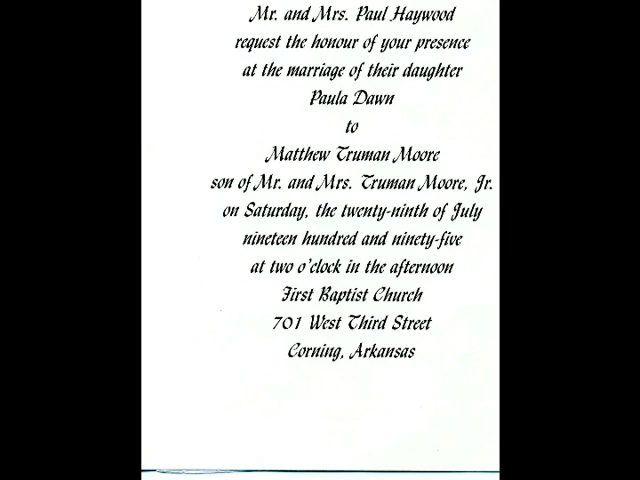 Mr. and Mrs. Paul Haywood
request the honour of your presence
at the marriage of their daughter
Paula Dawn
to
Matthew Truman Moore
son of Mr. and Mrs. Truman Moore, Jr.
on Saturday, the twenty-ninth of July
nineteen hundred and ninety-five
at two o'clock in the afternoon
First Baptist Church
701 West Third Street
Corning, Arkansas